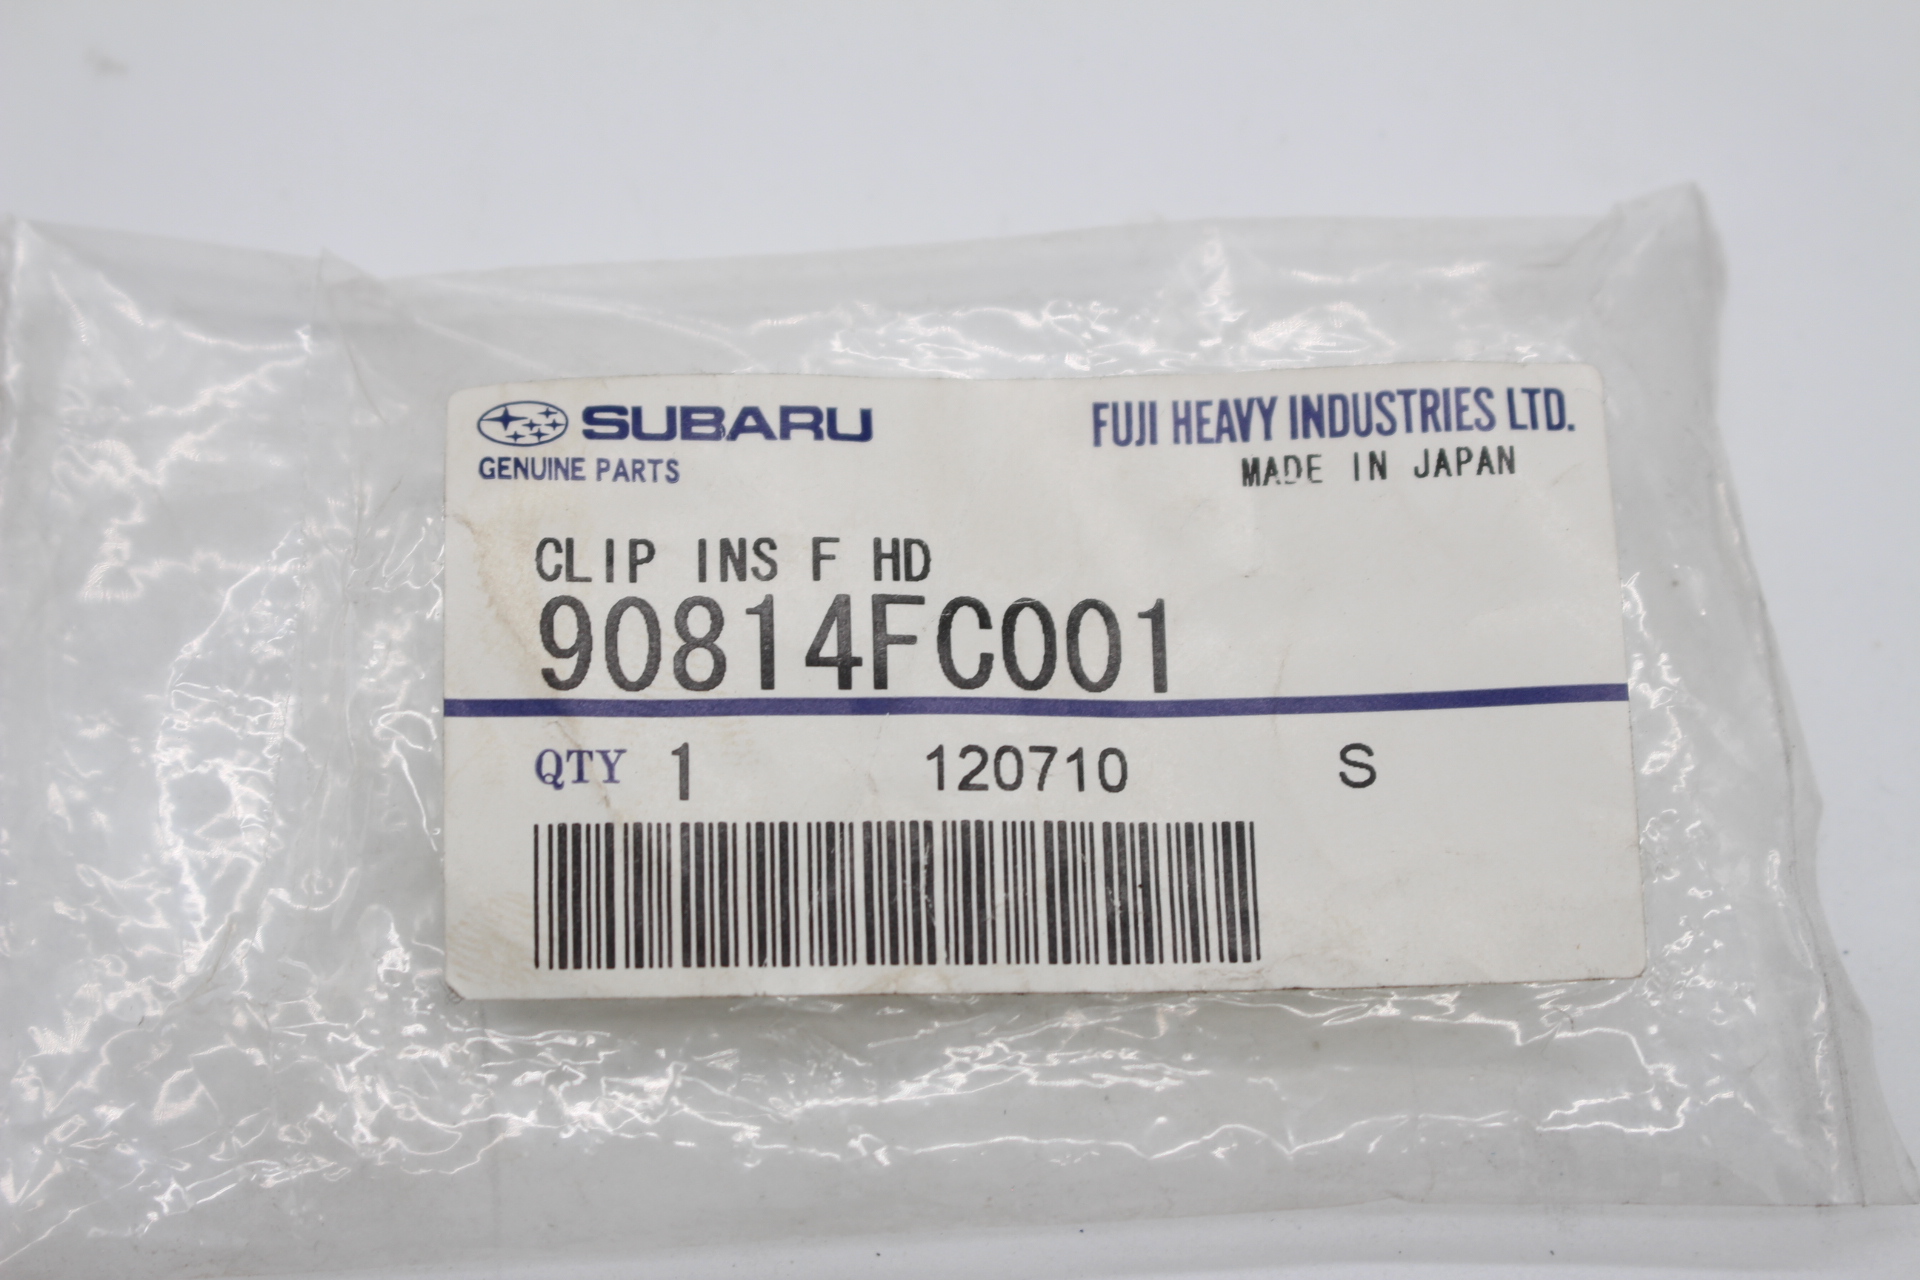 SUBARU
GENUINE PARTS
FUJI HEAVY INDUSTRIES LTD.
MADE IN JAPAN
CLIP INS F HD
90814FC001
QTY 1 120710 S